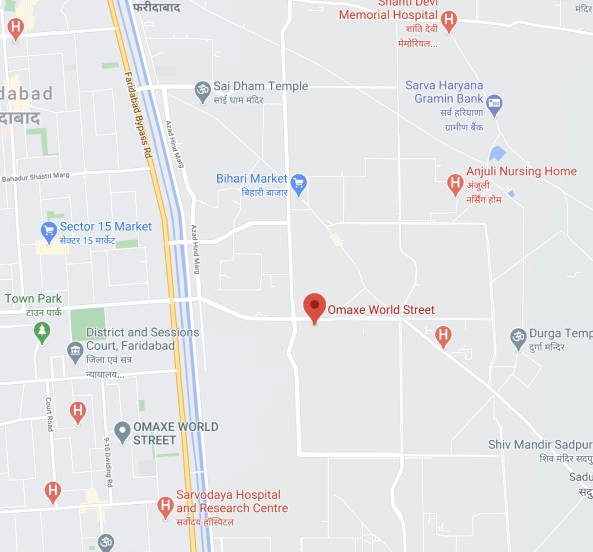 फरीदाबाद
Shanti Devi
Memorial Hospital
शांति देवी
मेमोरियल...
मंदिर
dabad
दाबाद
Faridabad Bypass Rd
Sai Dham Temple
सांई धाम मंदिर
Sarva Haryana
Gramin Bank
सर्व हरियाणा
ग्रामीण बैंक
Azad Hind Marg
Bahadur Shastri Marg
Bihari Market
बिहारी बाजार
Anjuli Nursing Home
अंजुली
नर्सिंग होम
Sector 15 Market
सेक्टर 15 मार्केट
Azad Hind Marg
Town Park
टाउन पार्क
Omaxe World Street
District and Sessions
Court, Faridabad
जिला एवं सत्र
न्यायालय...
Durga Temp
दुर्गा मन्दिर
Court Road
OMAXE WORLD
STREET
9-10 Dividing Rd
Shiv Mandir Sadpur
शिव मंदिर सदपु
Sadu
सदु
Sarvodaya Hospital
and Research Centre
सर्वोदय हॉस्पिटल